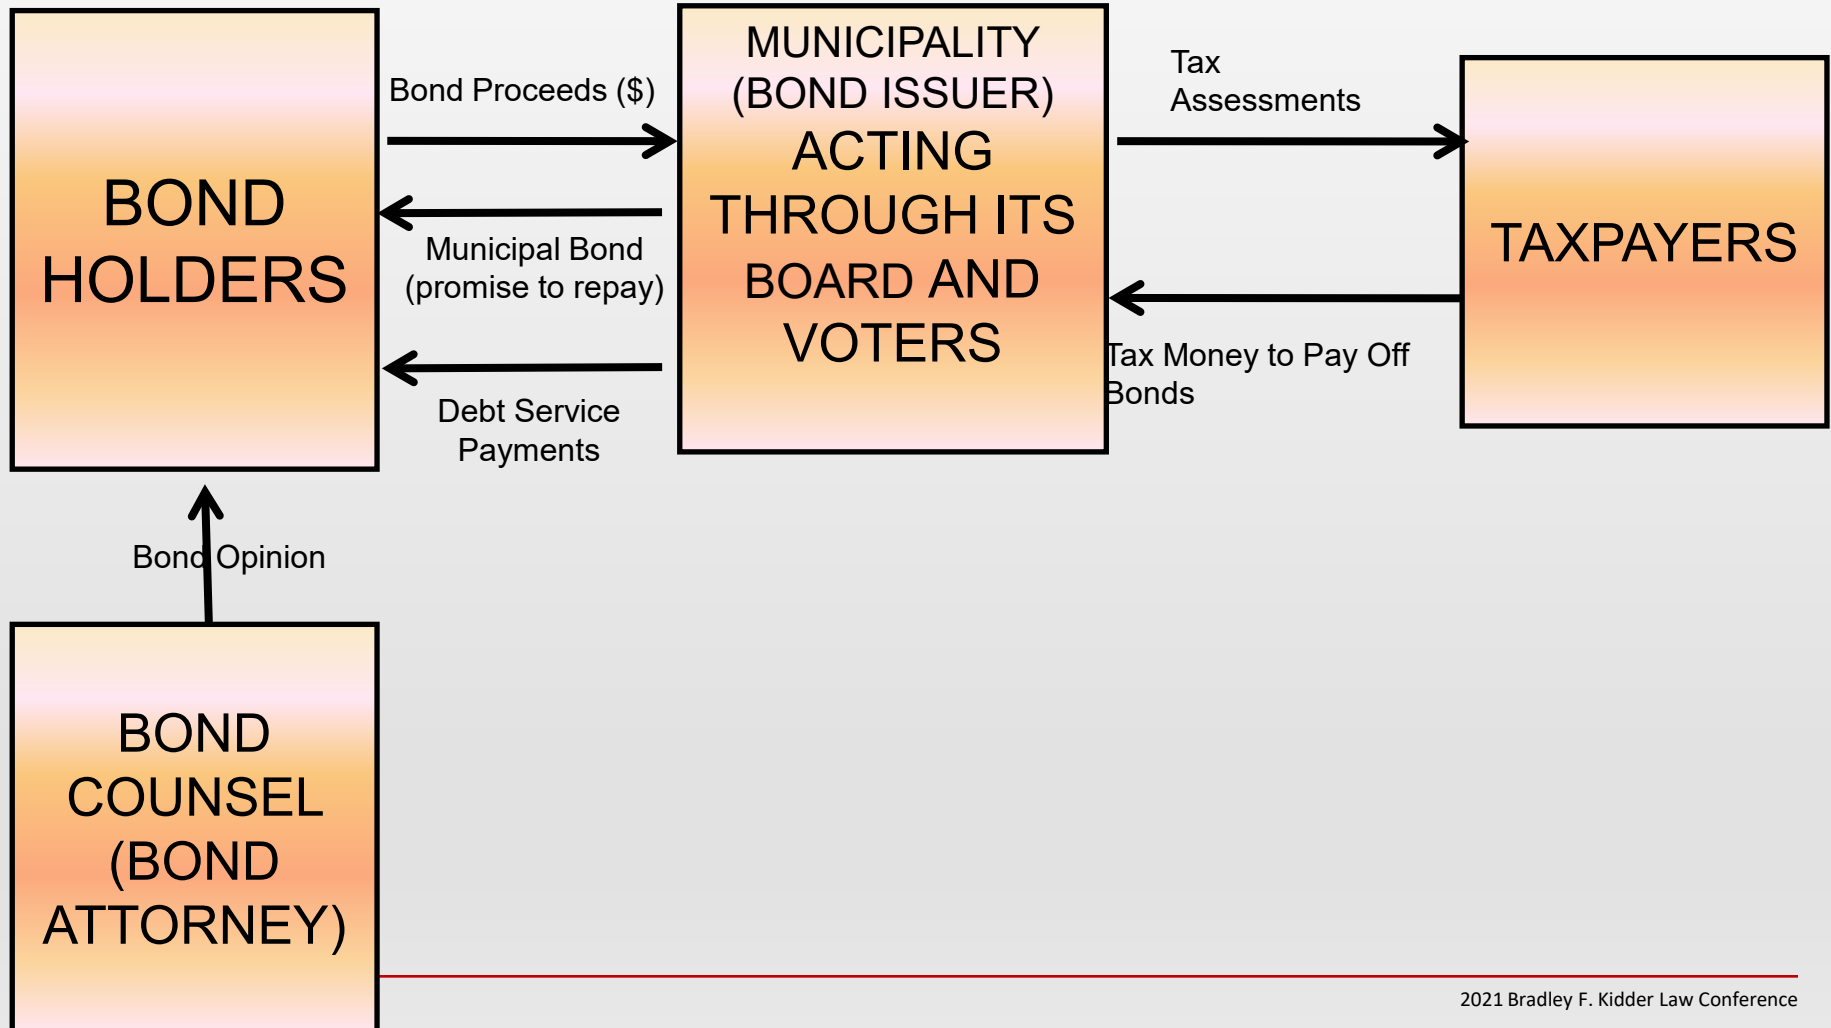 BOND
HOLDERS
Bond Proceeds ($)
Municipal Bond
(promise to repay)
Debt Service
Payments
MUNICIPALITY
(BOND ISSUER)
ACTING
THROUGH ITS
BOARD AND
VOTERS
Tax
Assessments
Tax Money to Pay Off
Bonds
TAXPAYERS
Bond Opinion
BOND
COUNSEL
(BOND
ATTORNEY)
2021 Bradley F. Kidder Law Conference